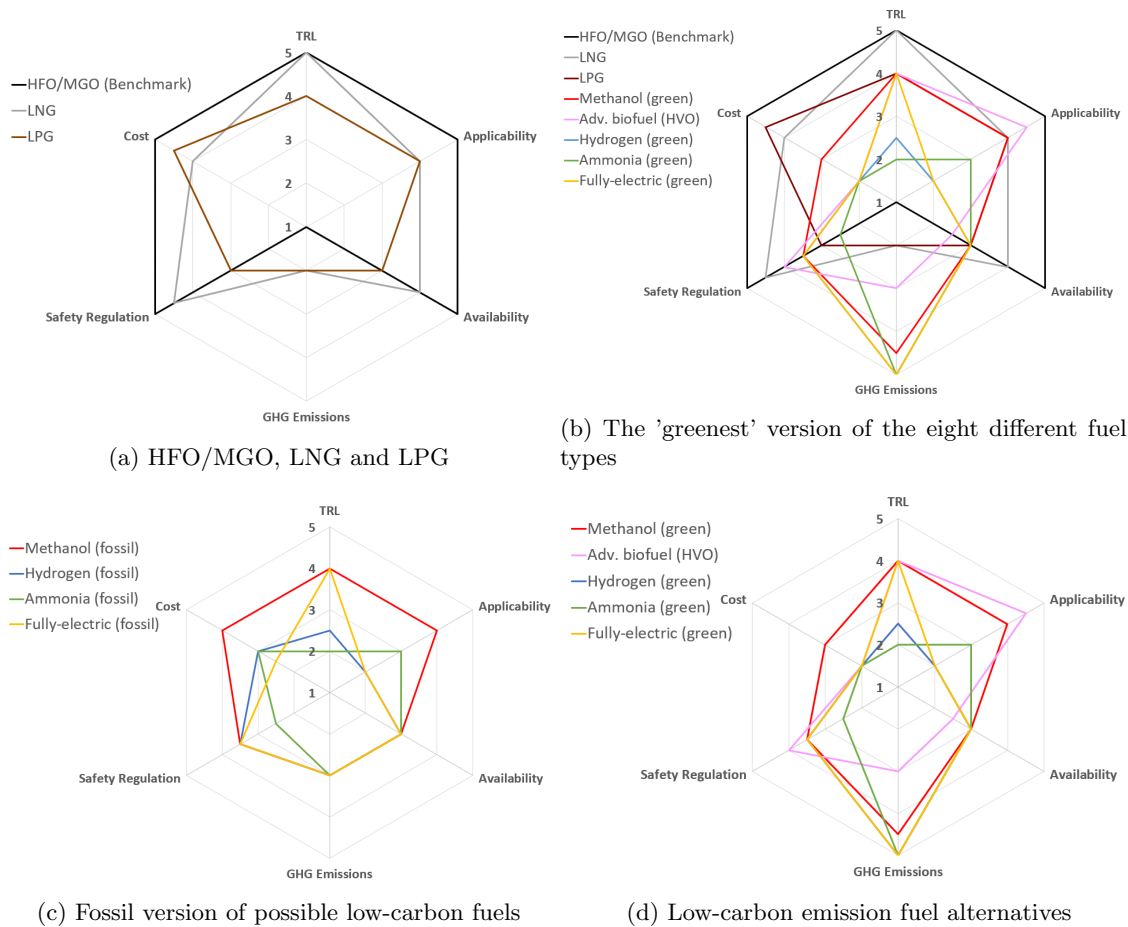 TRL
5
HFO/MGO (Benchmark)
LNG
LPG
4
3
2
1
Cost
Applicability
Safety Regulation
Availability
GHG Emissions
(a) HFO/MGO, LNG and LPG
TRL
5
HFO/MGO (Benchmark)
LNG
LPG
Methanol (green)
Adv. biofuel (HVO)
Hydrogen (green)
Ammonia (green)
Fully-electric (green)
4
3
2
1
Cost
Applicability
Safety Regulation
Availability
GHG Emissions
(b) The 'greenest' version of the eight different fuel
types
TRL
5
Methanol (fossil)
Hydrogen (fossil)
Ammonia (fossil)
Fully-electric (fossil)
4
3
2
1
Cost
Applicability
Safety Regulation
Availability
GHG Emissions
(c) Fossil version of possible low-carbon fuels
TRL
5
Methanol (green)
Adv. biofuel (HVO)
Hydrogen (green)
Ammonia (green)
Fully-electric (green)
4
3
2
1
Cost
Applicability
Safety Regulation
Availability
GHG Emissions
(d) Low-carbon emission fuel alternatives